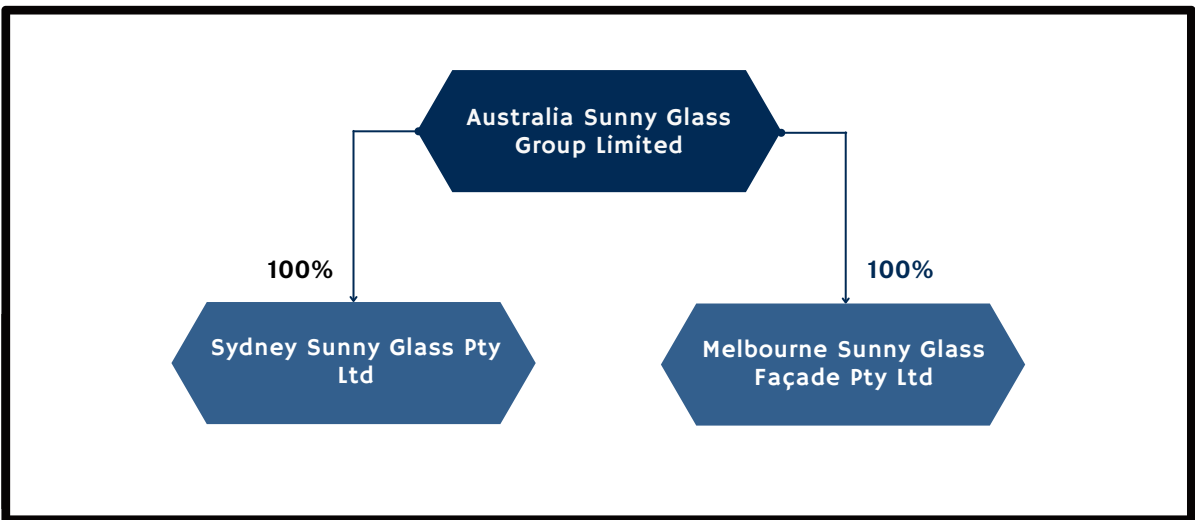 Australia Sunny Glass
Group Limited
100%
100%
Sydney Sunny Glass Pty
Ltd
Melbourne Sunny Glass
Façade Pty Ltd